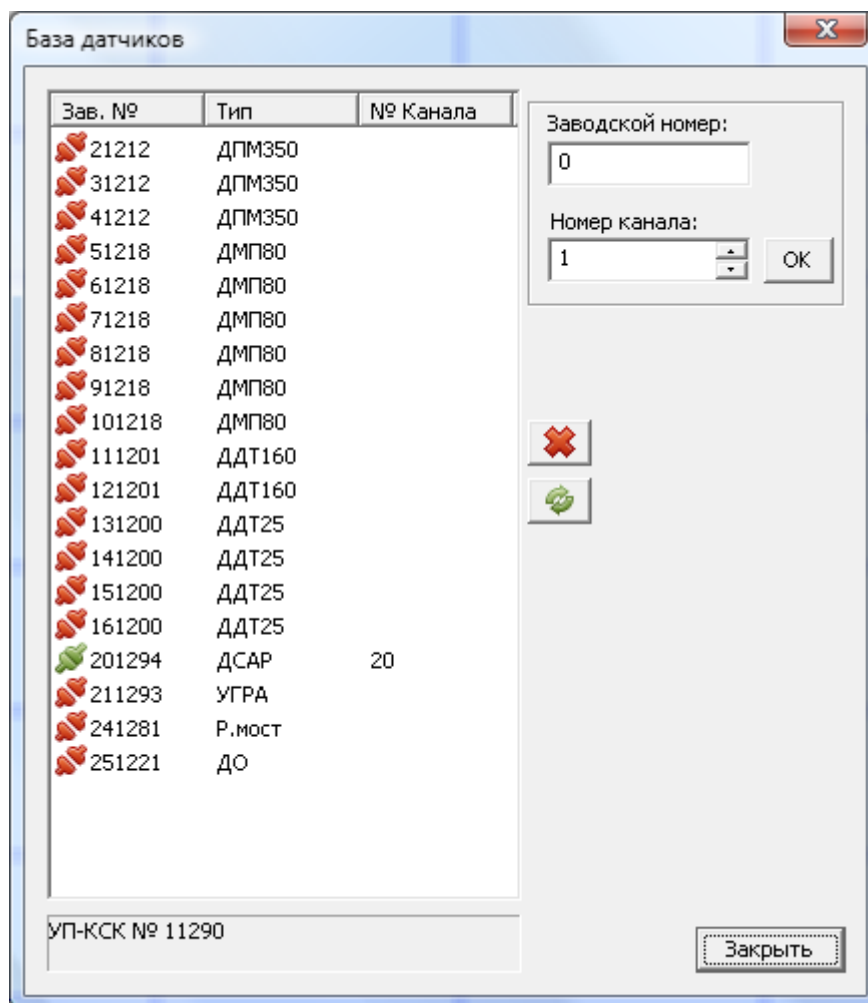 База датчиков
Зав. № Тип № Канала
21212 ДПМ350
31212 ДПМ350
41212 ДПМ350
51218 ДМП80
61218 ДМП80
71218 ДМП80
81218 ДМП80
91218 ДМП80
101218 ДМП80
111201 ДДТ160
121201 ДДТ160
131200 ДДТ25
141200 ДДТ25
151200 ДДТ25
161200 ДДТ25
201294 ДСАР 20
211293 УГРА
241281 Р.мост
251221 ДО
УП-КСК № 11290
Заводской номер:
0
Номер канала:
1
OK
Закрыть